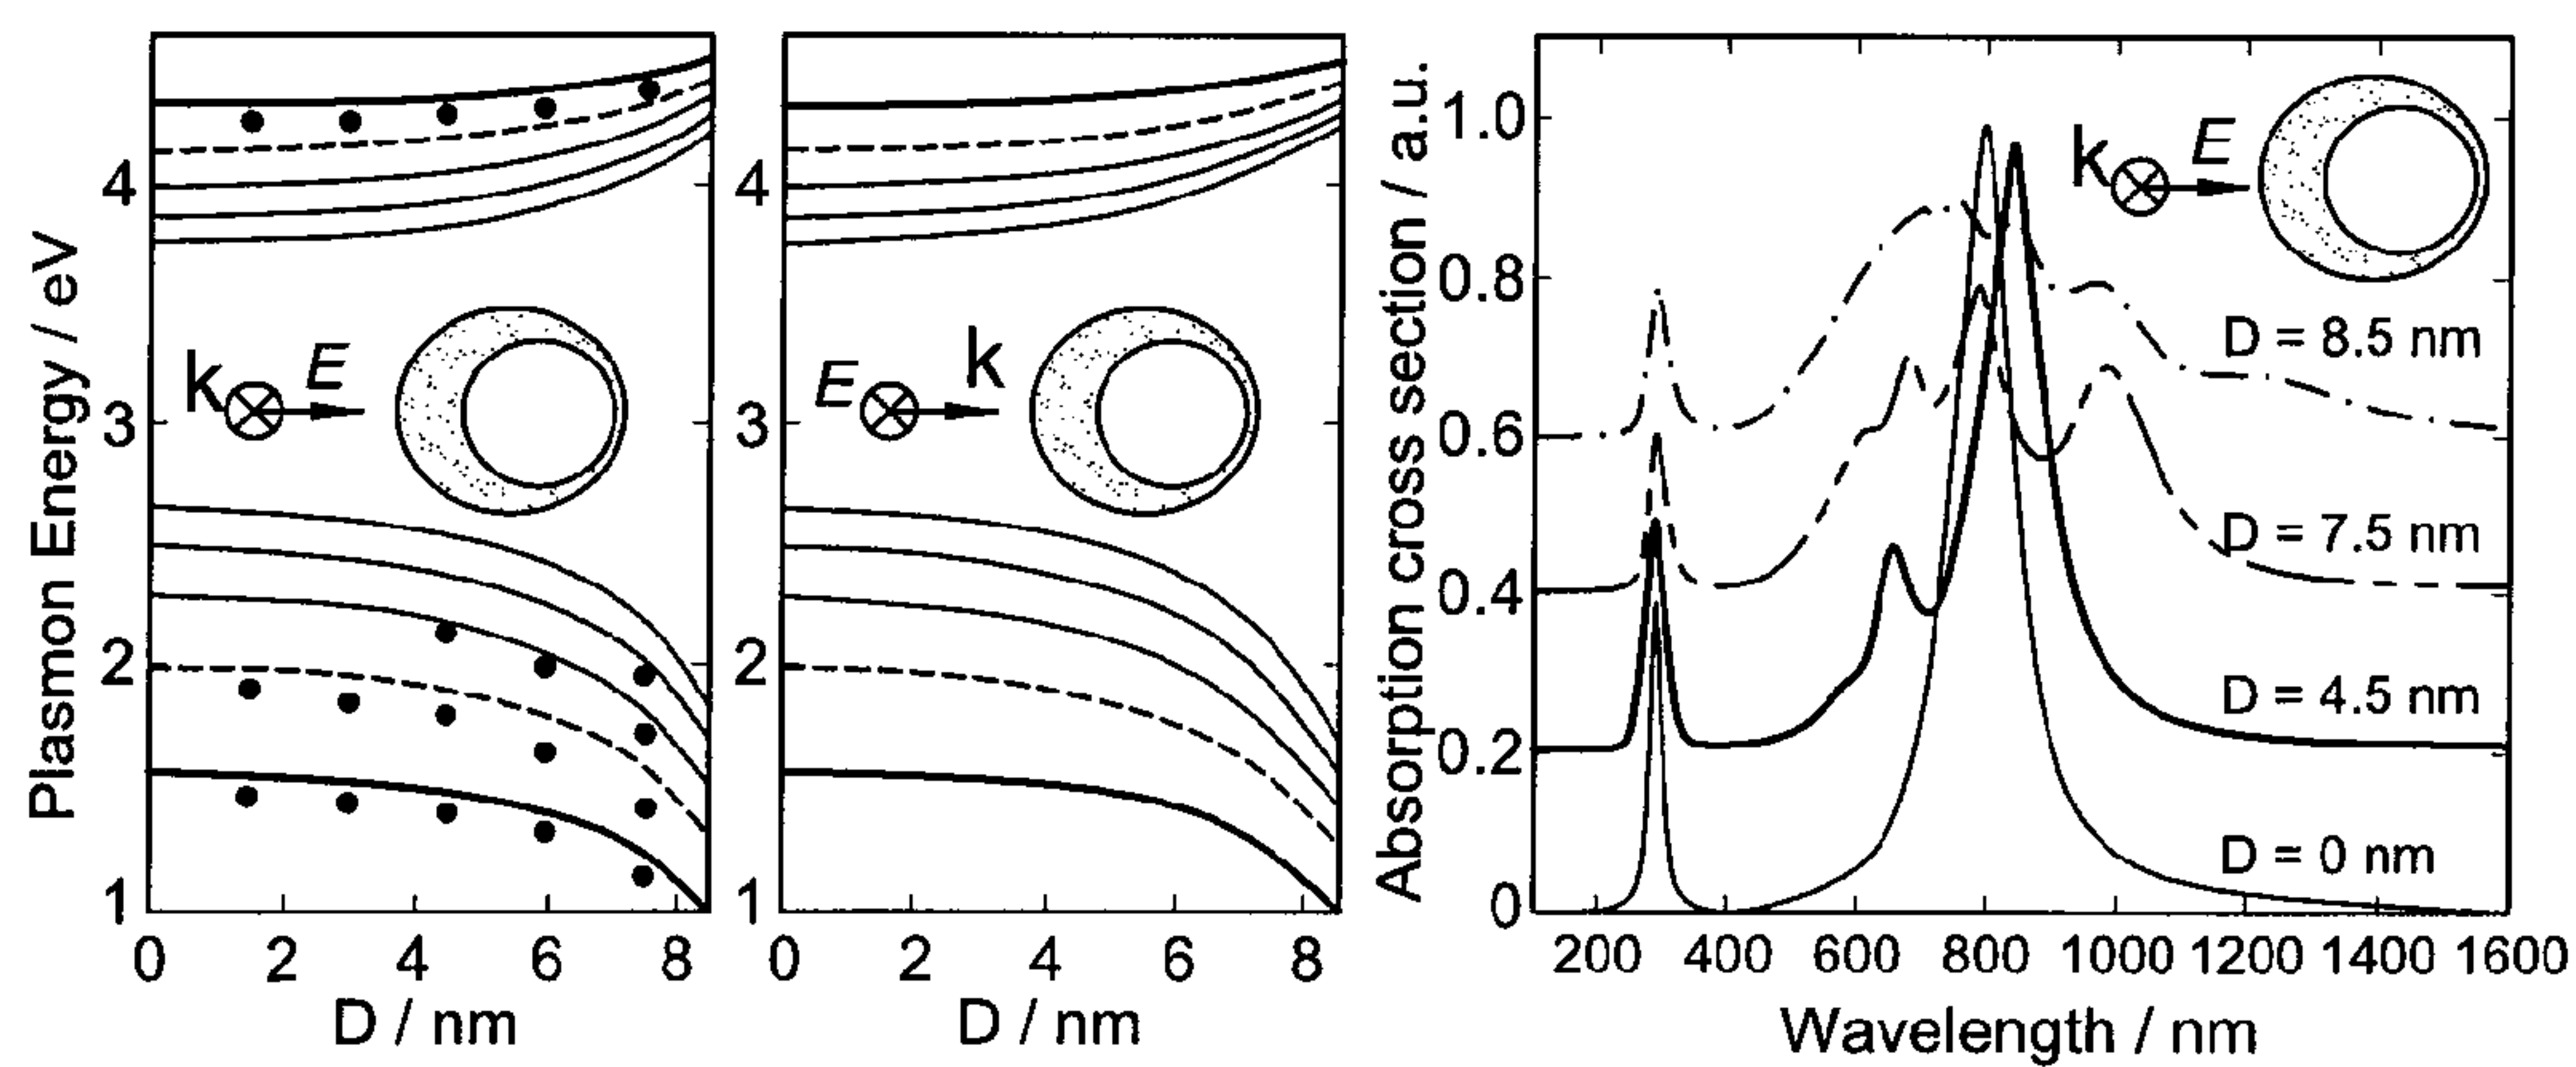 Plasmon Energy / eV
4
3
2
1
k E
0 2 4 6 8
D / nm
4
3
2
1
E k
0 2 4 6 8
D / nm
Absorption cross section / a.u.
1.0
0.8
0.6
0.4
0.2
0
k E
D = 8.5 nm
D = 7.5 nm
D = 4.5 nm
D = 0 nm
200 400 600 800 1000 1200 1400 1600
Wavelength / nm